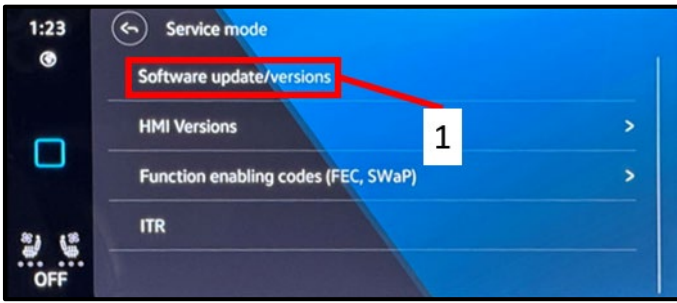 1:23
Service mode
Software update/versions
HMI Versions
1
Function enabling codes (FEC, SWaP)
ITR
OFF